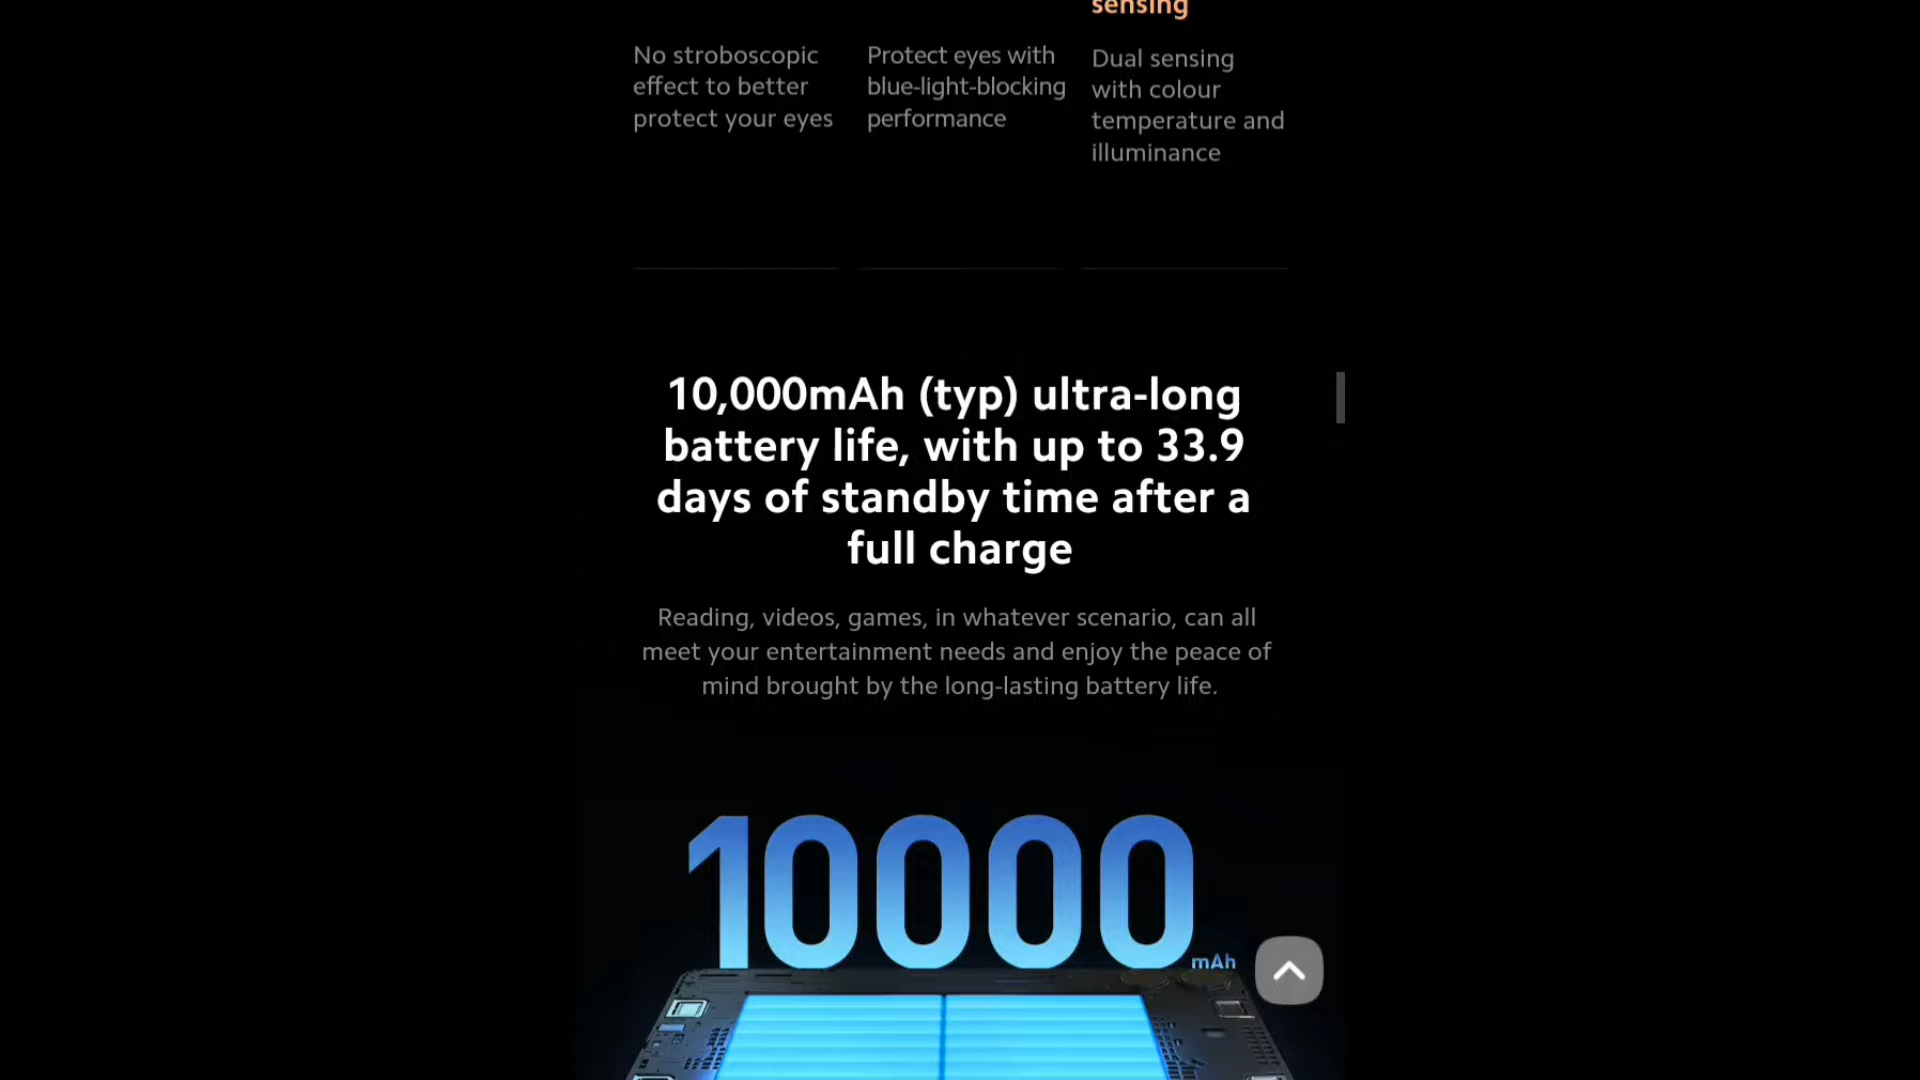 sensing
No stroboscopic
effect to better
protect your eyes
Protect eyes with
blue-light-blocking
performance
Dual sensing
with colour
temperature and
illuminance
10,000mAh (typ) ultra-long
battery life, with up to 33.9
days of standby time after a
full charge
Reading, videos, games, in whatever scenario, can all
meet your entertainment needs and enjoy the peace of
mind brought by the long-lasting battery life.
10000
mAh